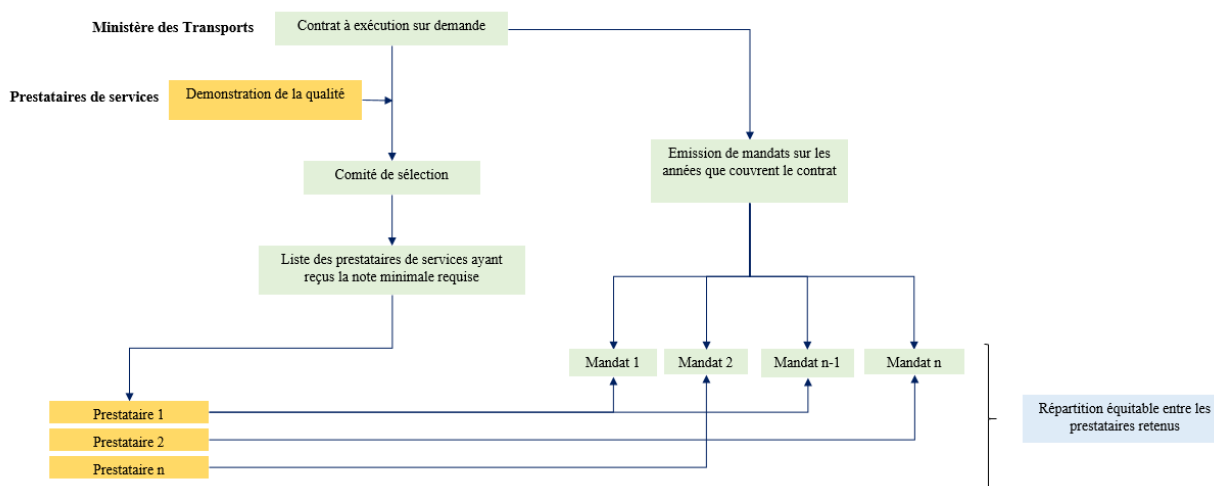 Ministère des Transports
Contrat à exécution sur demande
Prestataires de services
Demonstration de la qualité
Comité de sélection
Emission de mandats sur les
années que couvrent le contrat
Liste des prestataires de services ayant
reçus la note minimale requise
Mandat 1
Mandat 2
Mandat n-1
Mandat n
Prestataire 1
Prestataire 2
Prestataire n
Répartition équitable entre les
prestataires retenus